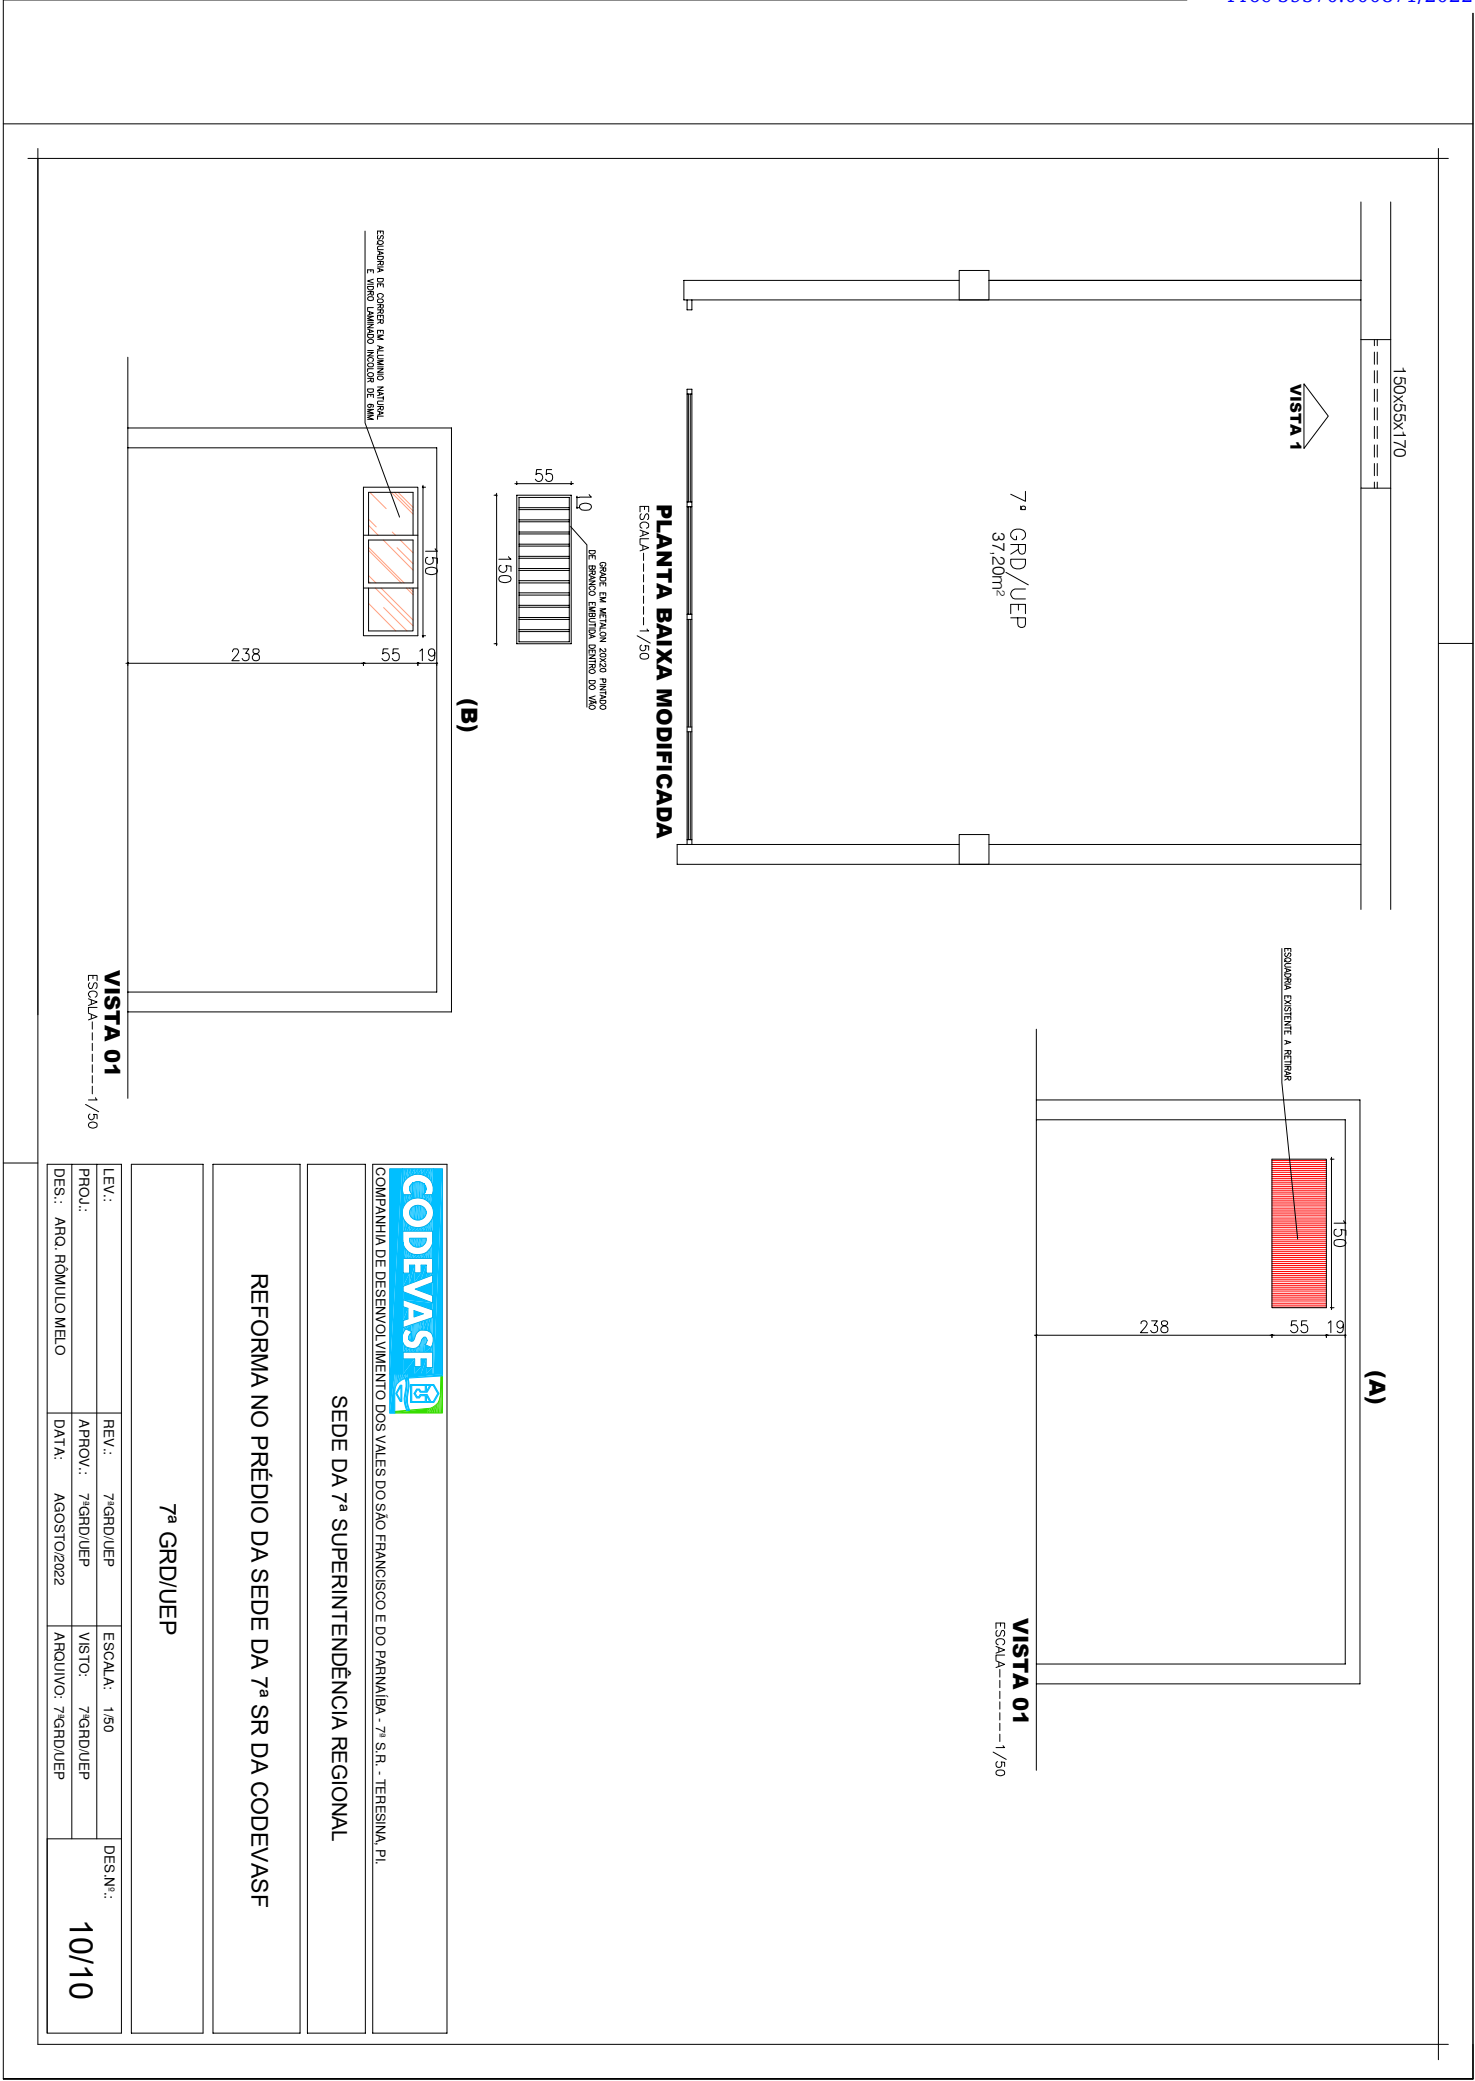 150x55x170
VISTA 1
7ª GRD/UEP
37,20m²
PLANTA BAIXA MODIFICADA
ESCALA-------1/50
GRADE EM METALON 20X20 PINTADO
DE BRANCO EMBUTIDA DENTRO DO VÃO
10
55
150
(B)
ESQUADRIA DE CORRER EM ALUMINIO NATURAL
E VIDRO LAMINADO INCOLOR DE 6MM
150
19
55
238
VISTA 01
ESCALA-------1/50
(A)
ESQUADRIA EXISTENTE A RETIRAR
150
19
55
238
VISTA 01
ESCALA-------1/50
CODEVASF
COMPANHIA DE DESENVOLVIMENTO DOS VALES DO SÃO FRANCISCO E DO PARNAÍBA - 7ª S.R. - TERESINA, PI.
SEDE DA 7ª SUPERINTENDÊNCIA REGIONAL
REFORMA NO PRÉDIO DA SEDE DA 7ª SR DA CODEVASF
7ª GRD/UEP
LEV.:
REV.: 7ªGRD/UEP
ESCALA: 1/50
DES.Nº.:
PROJ.:
APROV.: 7ªGRD/UEP
VISTO: 7ªGRD/UEP
10/10
DES.: ARQ. RÔMULO MELO
DATA: AGOSTO/2022
ARQUIVO: 7ªGRD/UEP